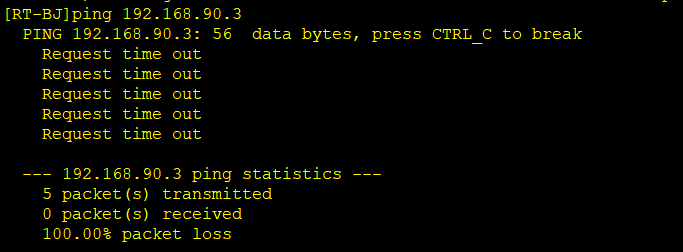 [RT-BJ]ping 192.168.90.3
PING 192.168.90.3: 56  data bytes, press CTRL_C to break
Request time out
Request time out
Request time out
Request time out
Request time out
--- 192.168.90.3 ping statistics ---
5 packet(s) transmitted
0 packet(s) received
100.00% packet loss